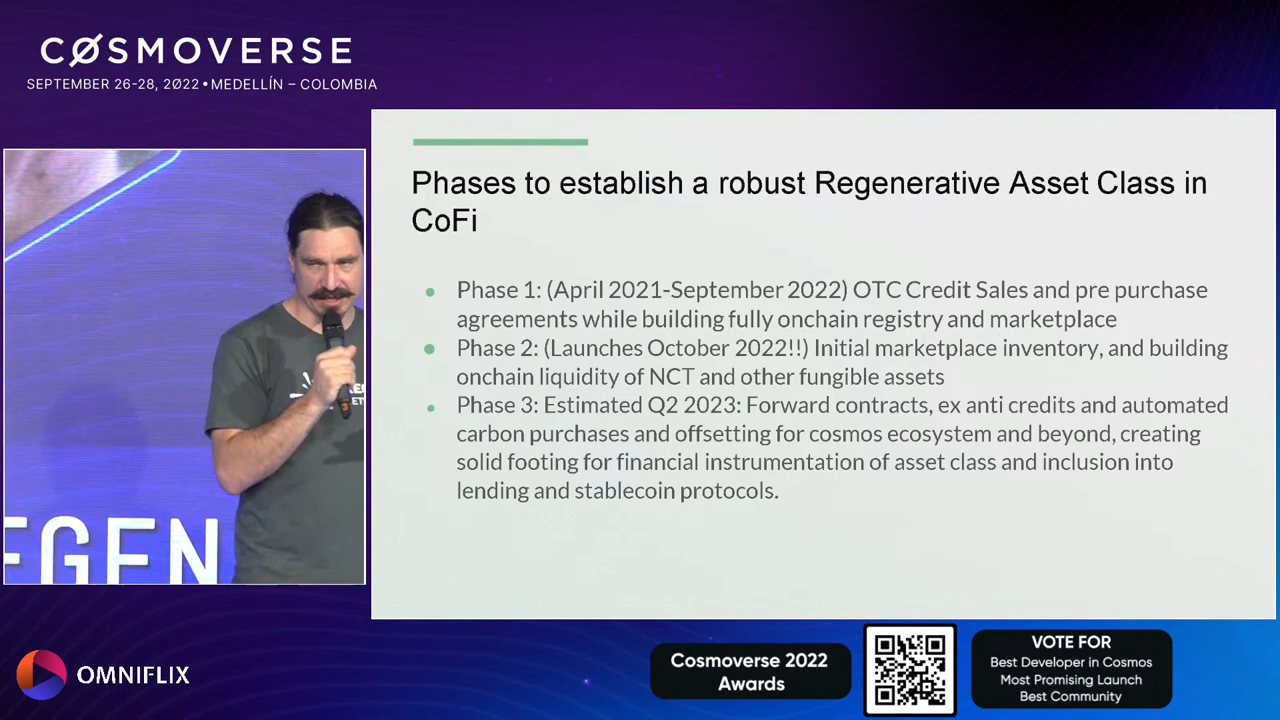 CØSMOVERSE
SEPTEMBER 26-28, 2022 • MEDELLÍN – COLOMBIA
Phases to establish a robust Regenerative Asset Class in
CoFi
Phase 1: (April 2021-September 2022) OTC Credit Sales and pre purchase
agreements while building fully onchain registry and marketplace
Phase 2: (Launches October 2022!!) Initial marketplace inventory, and building
onchain liquidity of NCT and other fungible assets
Phase 3: Estimated Q2 2023: Forward contracts, ex anti credits and automated
carbon purchases and offsetting for cosmos ecosystem and beyond, creating
solid footing for financial instrumentation of asset class and inclusion into
lending and stablecoin protocols.
EGEN
OMNIFLIX
Cosmoverse 2022
Awards
VOTE FOR
Best Developer in Cosmos
Most Promising Launch
Best Community